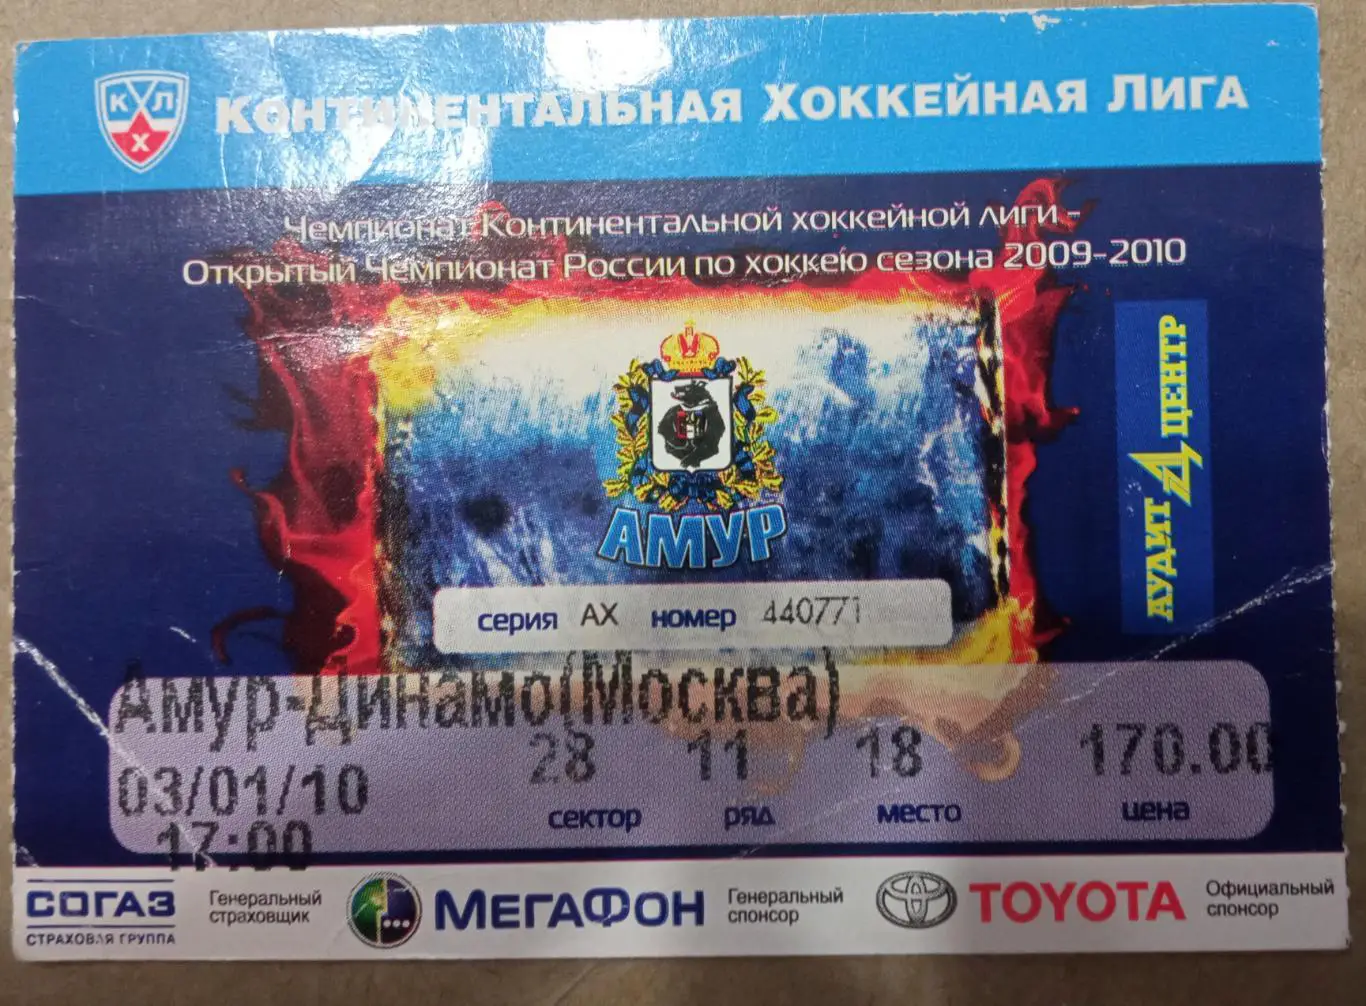 КХЛ
Континентальная Хоккейная Лига
Чемпионат Континентальной хоккейной лиги -
Открытый Чемпионат России по хоккею сезона 2009-2010
АУДИТ ЦЕНТР
АМУР
серия АХ номер 440771
Амур-Динамо(Москва)
28 11 18 170.00
03/01/10
сектор ряд место цена
17:00
СОГАЗ
СТРАХОВАЯ ГРУППА
Генеральный
страховщик
МЕГАФОН
Генеральный
спонсор
TOYOTA
Официальный
спонсор